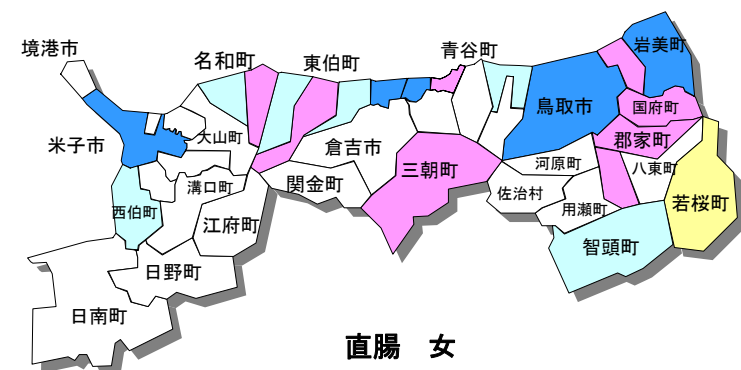 境港市
名和町
東伯町
青谷町
岩美町
米子市
大山町
鳥取市
国府町
倉吉市
郡家町
関金町
三朝町
河原町
八東町
溝口町
佐治村
若桜町
西伯町
江府町
用瀬町
智頭町
日野町
日南町
直腸 女